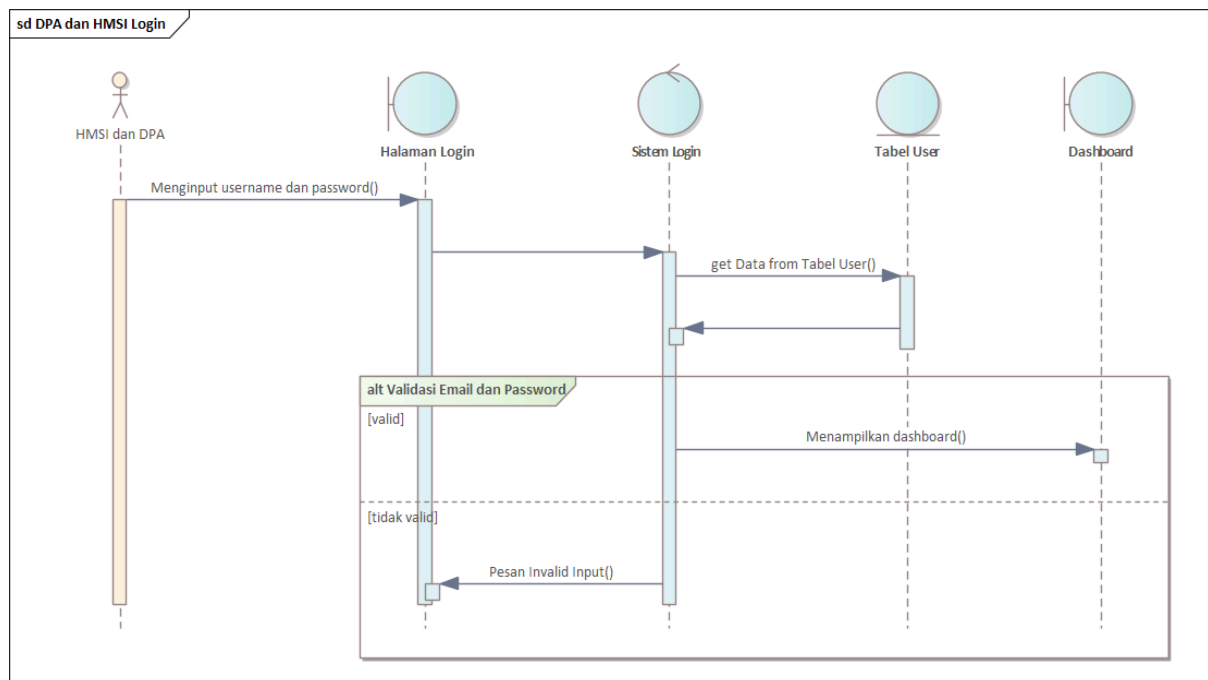 sd DPA dan HMSI Login
HMSI dan DPA
Halaman Login
Sistem Login
Tabel User
Dashboard
Menginput username dan password()
get Data from Tabel User()
alt Validasi Email dan Password
[valid]
Menampilkan dashboard()
[tidak valid]
Pesan Invalid Input()